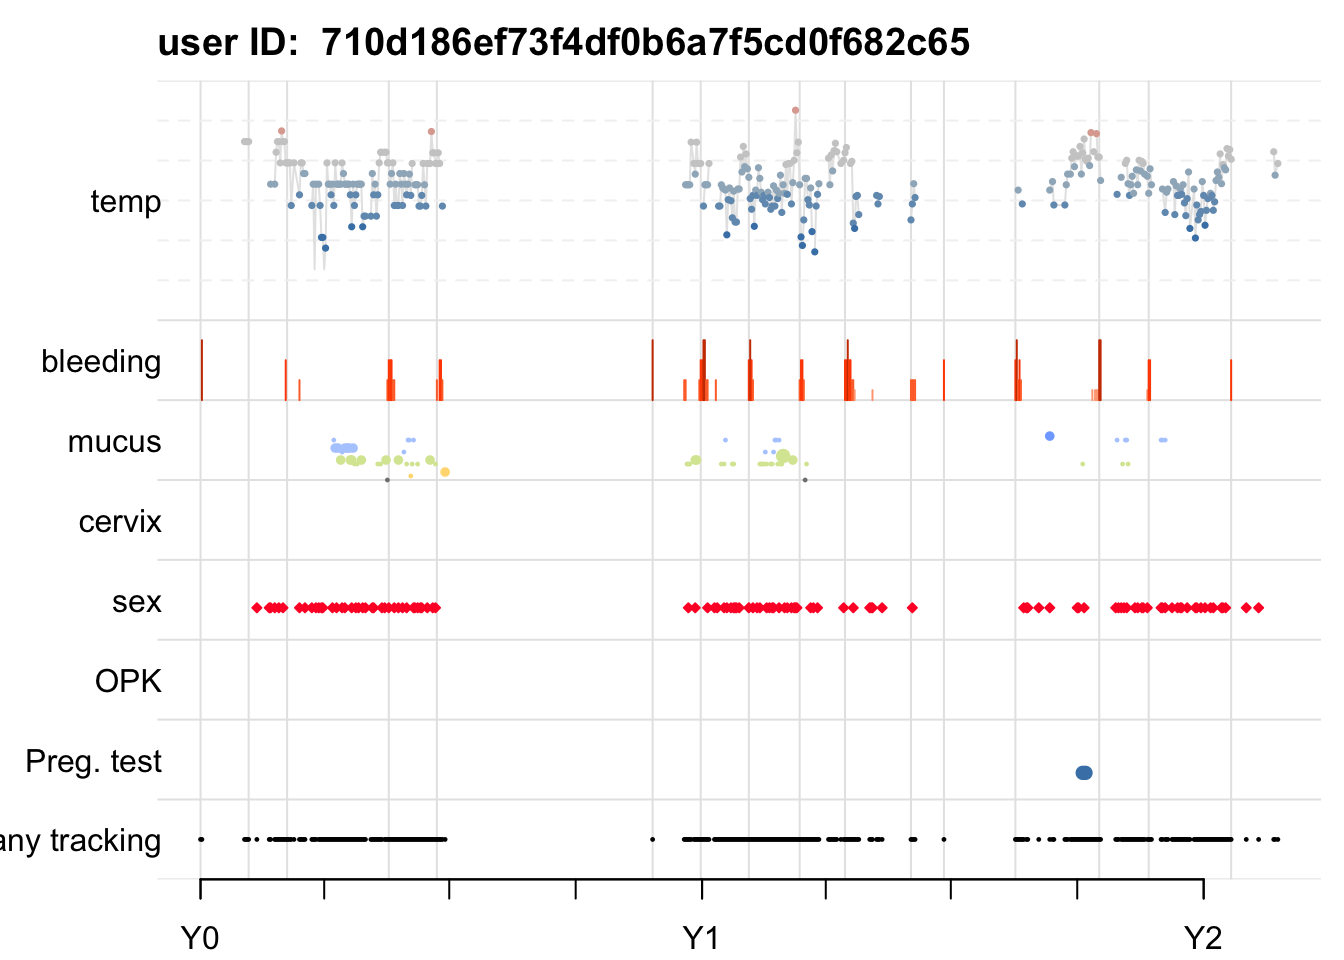 user ID:  710d186ef73f4df0b6a7f5cd0f682c65
temp
bleeding
mucus
cervix
sex
OPK
Preg. test
any tracking
Y0 Y1 Y2